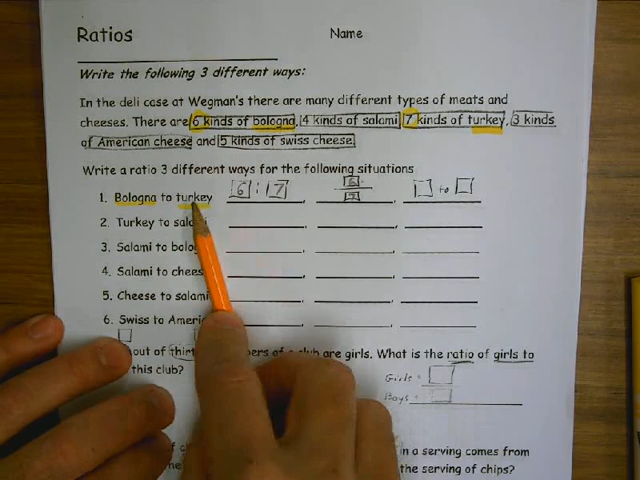 Ratios Name
Write the following 3 different ways:
In the deli case at Wegman's there are many different types of meats and
cheeses. There are 6 kinds of bologna, 4 kinds of salami, 7 kinds of turkey, 3 kinds
of American cheese and 5 kinds of swiss cheese.
Write a ratio 3 different ways for the following situations
1. Bologna to turkey 6 : 7 , 6/7 , to
2. Turkey to salami
3. Salami to bolo
4. Salami to chees
5. Cheese to salami
6. Swiss to Ameri
out of thirt bers of a club are girls. What is the ratio of girls to
this club?
Girls =
Boys =
in a serving comes from
the serving of chips?